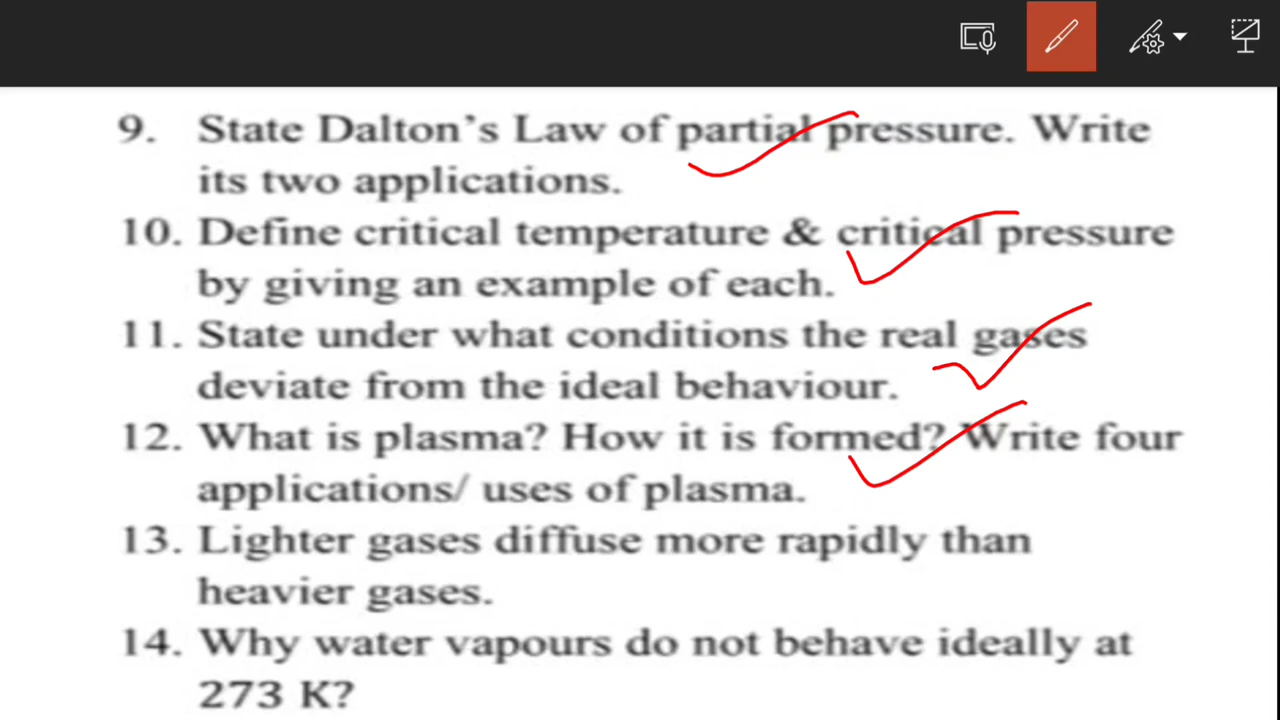 9. State Dalton's Law of partial pressure. Write
its two applications.
10. Define critical temperature & critical pressure
by giving an example of each.
11. State under what conditions the real gases
deviate from the ideal behaviour.
12. What is plasma? How it is formed? Write four
applications/ uses of plasma.
13. Lighter gases diffuse more rapidly than
heavier gases.
14. Why water vapours do not behave ideally at
273 K?